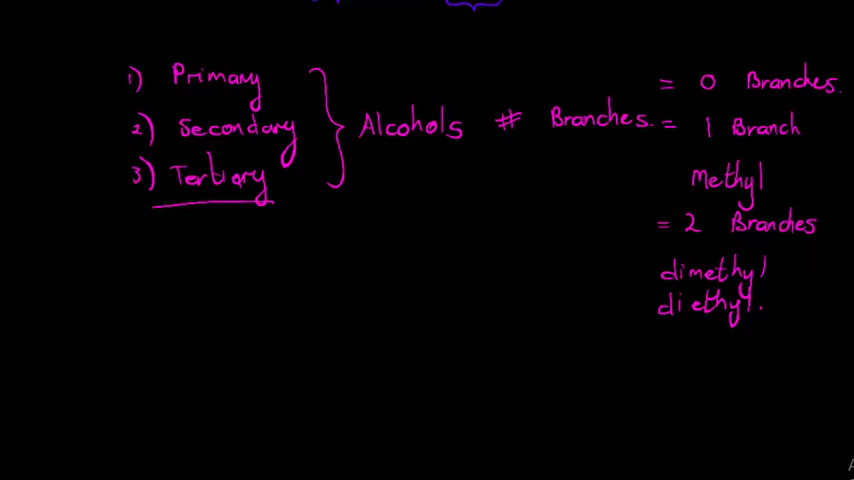 1) Primary = 0 Branches.
2) Secondary } Alcohols # Branches. = 1 Branch
3) Tertiary Methyl
= 2 Branches
dimethyl
diethyl.